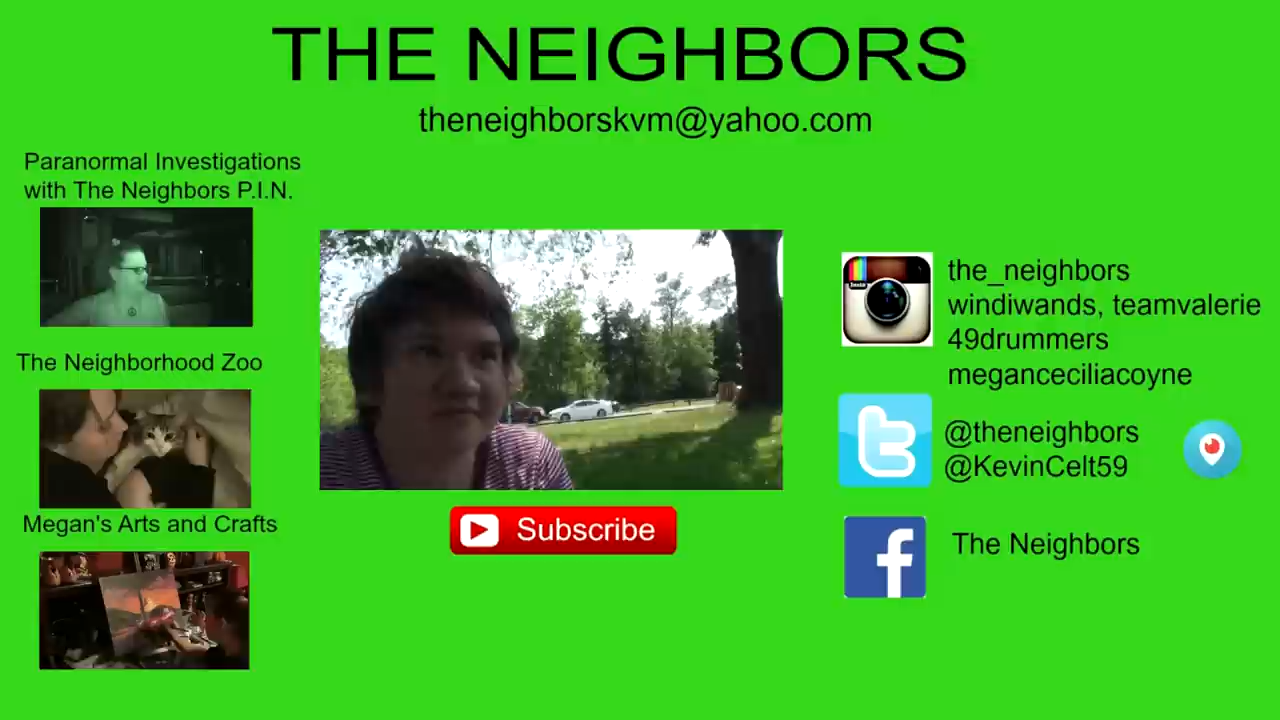 THE NEIGHBORS
theneighborskvm@yahoo.com
Paranormal Investigations
with The Neighbors P.I.N.
The Neighborhood Zoo
Megan's Arts and Crafts
Subscribe
the_neighbors
windiwands, teamvalerie
49drummers
meganceciliacoyne
@theneighbors
@KevinCelt59
The Neighbors